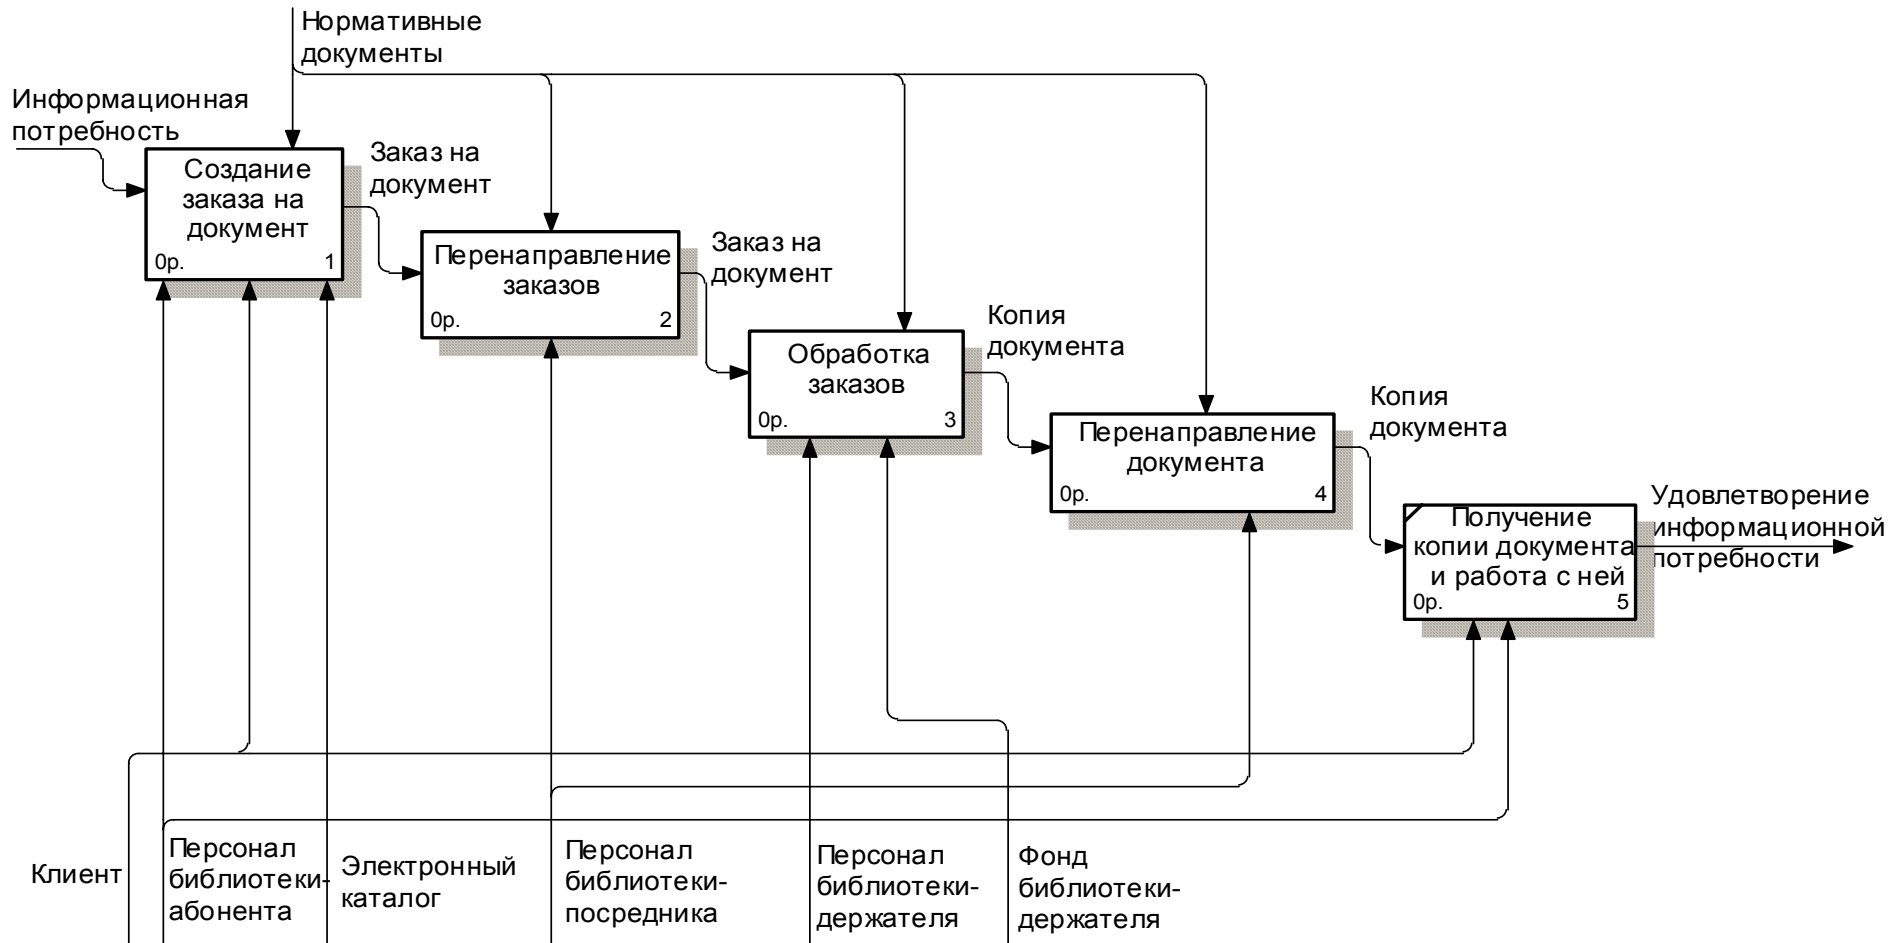 Нормативные
документы
Информационная
потребность
Создание
заказа на
документ
0р.
1
Заказ на
документ
Перенаправление
заказов
0р.
2
Заказ на
документ
Обработка
заказов
0р.
3
Копия
документа
Перенаправление
документа
0р.
4
Копия
документа
Получение
копии документа
и работа с ней
0р.
5
Удовлетворение
информационной
потребности
Клиент
Персонал
библиотеки-
абонента
Электронный
каталог
Персонал
библиотеки-
посредника
Персонал
библиотеки-
держателя
Фонд
библиотеки-
держателя